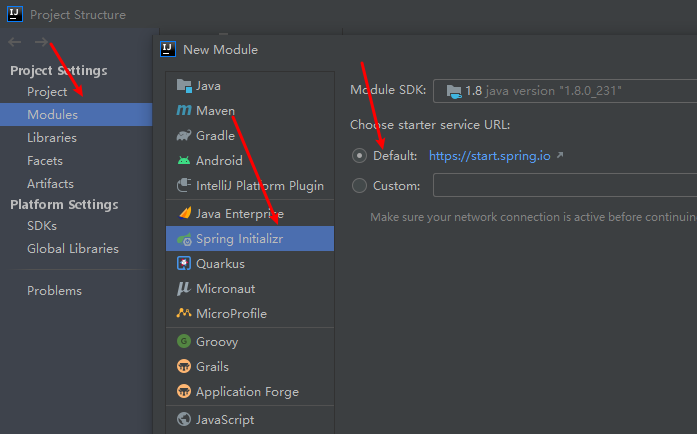 Project Structure
New Module
Project Settings
Project
Modules
Libraries
Facets
Artifacts
Platform Settings
SDKs
Global Libraries
Problems
Java
Maven
Gradle
Android
IntelliJ Platform Plugin
Java Enterprise
Spring Initializr
Quarkus
Micronaut
MicroProfile
Groovy
Grails
Application Forge
JavaScript
Module SDK: 1.8 java version "1.8.0_231"
Choose starter service URL:
Default: https://start.spring.io
Custom:
Make sure your network connection is active before continuin